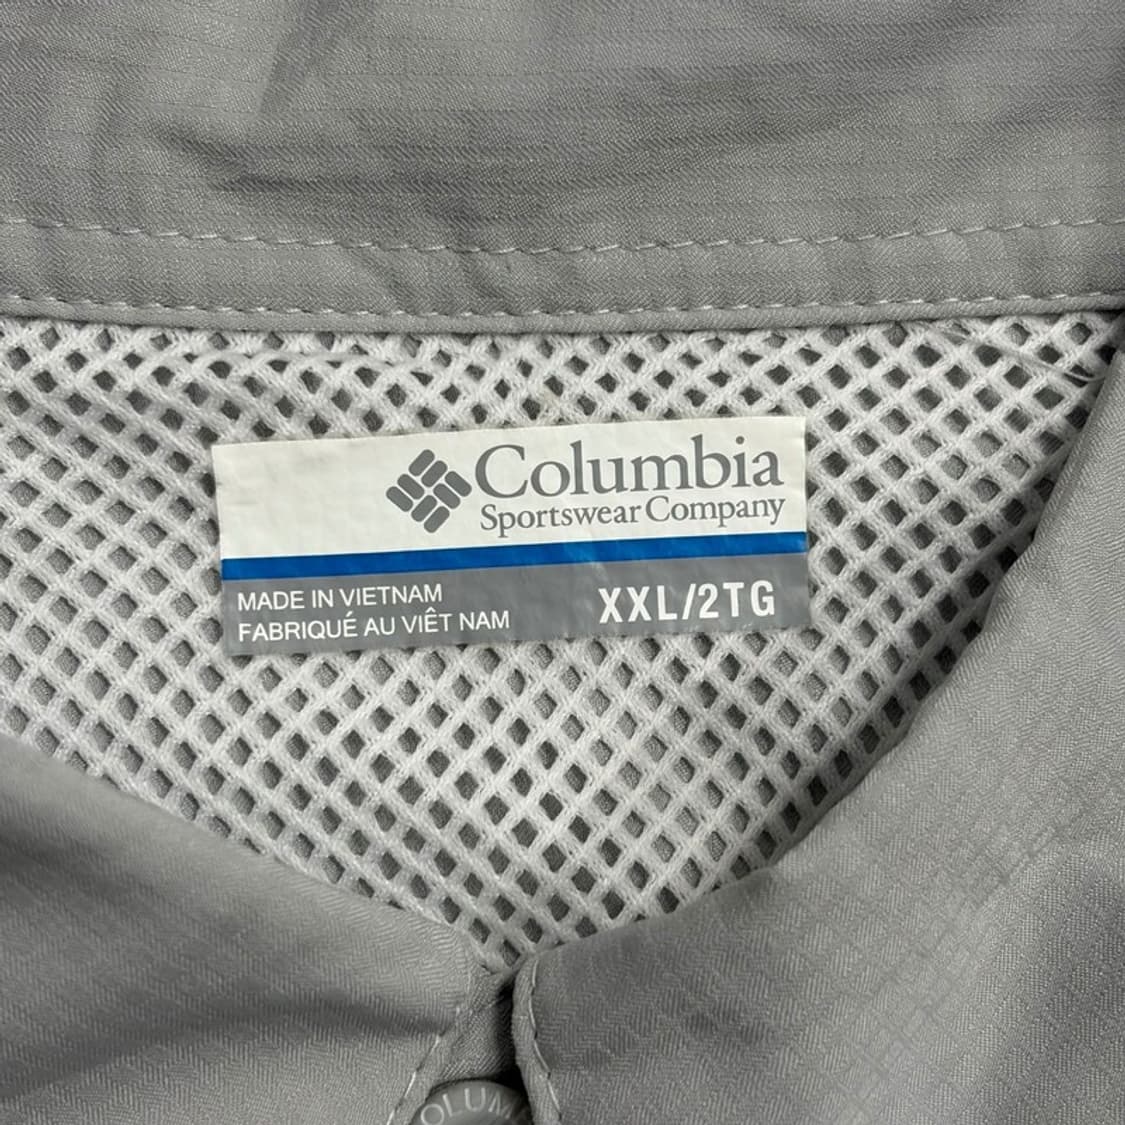 Columbia
Sportswear Company
MADE IN VIETNAM
FABRIQUÉ AU VIÊT NAM
XXL/2TG